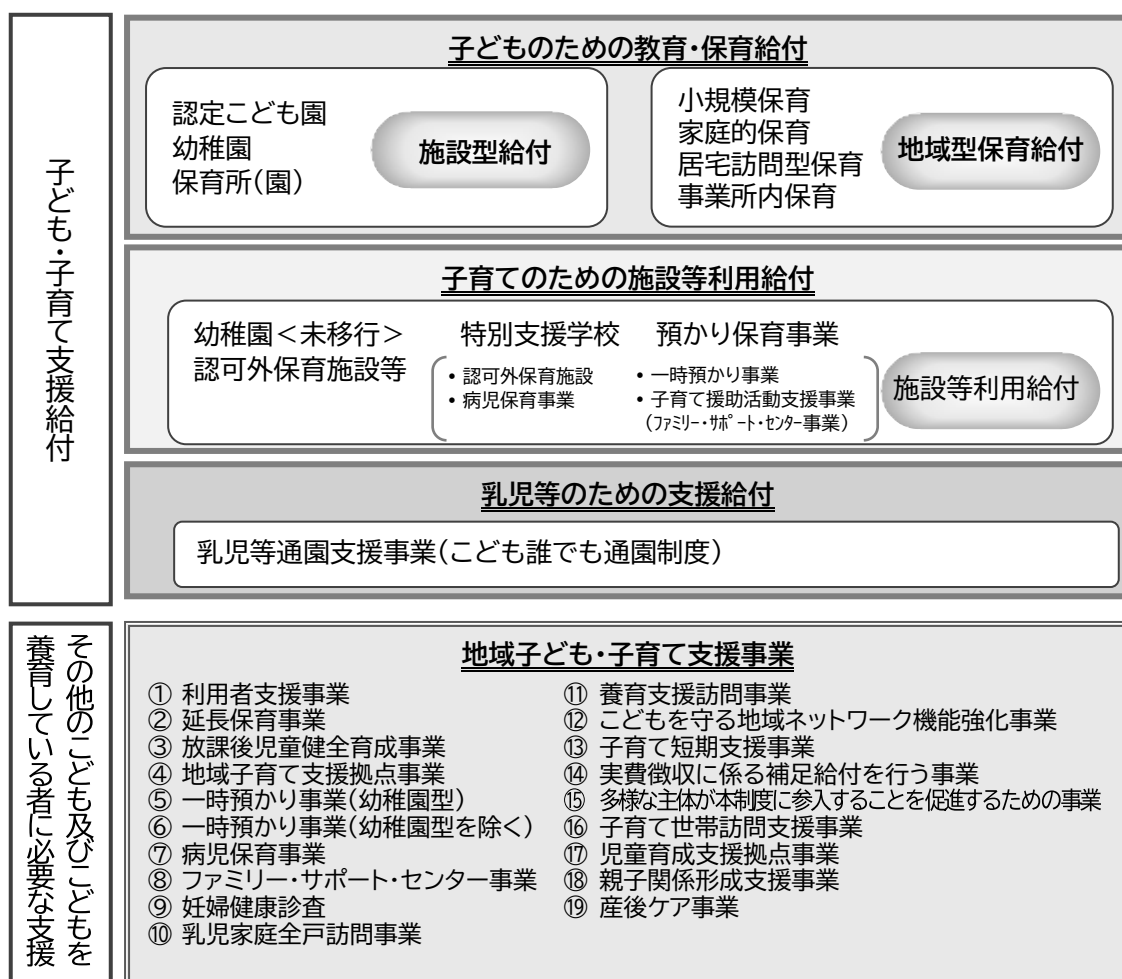 子ども・子育て支援給付
子どものための教育・保育給付
認定こども園
幼稚園
保育所(園)
施設型給付
小規模保育
家庭的保育
居宅訪問型保育
事業所内保育
地域型保育給付
子育てのための施設等利用給付
幼稚園<未移行>
認可外保育施設等
特別支援学校
預かり保育事業
• 認可外保育施設
• 病児保育事業
• 一時預かり事業
• 子育て援助活動支援事業
(ファミリー・サポート・センター事業)
施設等利用給付
乳児等のための支援給付
乳児等通園支援事業(こども誰でも通園制度)
その他のこども及びこどもを
養育している者に必要な支援
地域子ども・子育て支援事業
① 利用者支援事業
② 延長保育事業
③ 放課後児童健全育成事業
④ 地域子育て支援拠点事業
⑤ 一時預かり事業(幼稚園型)
⑥ 一時預かり事業(幼稚園型を除く)
⑦ 病児保育事業
⑧ ファミリー・サポート・センター事業
⑨ 妊婦健康診査
⑩ 乳児家庭全戸訪問事業
⑪ 養育支援訪問事業
⑫ こどもを守る地域ネットワーク機能強化事業
⑬ 子育て短期支援事業
⑭ 実費徴収に係る補足給付を行う事業
⑮ 多様な主体が本制度に参入することを促進するための事業
⑯ 子育て世帯訪問支援事業
⑰ 児童育成支援拠点事業
⑱ 親子関係形成支援事業
⑲ 産後ケア事業